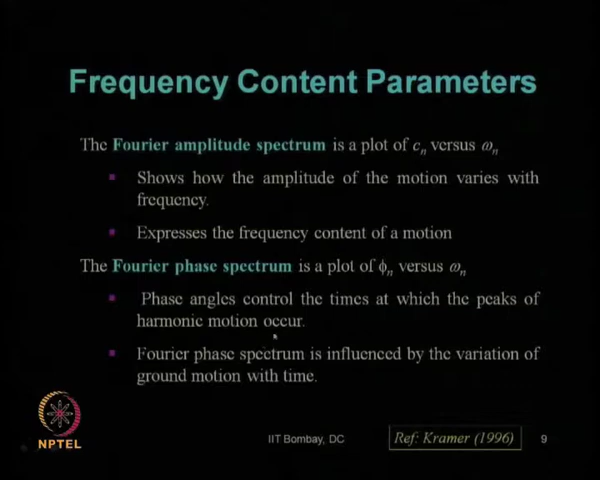 Frequency Content Parameters
The Fourier amplitude spectrum is a plot of cₙ versus ωₙ
▪ Shows how the amplitude of the motion varies with
frequency.
▪ Expresses the frequency content of a motion
The Fourier phase spectrum is a plot of ϕₙ versus ωₙ
▪ Phase angles control the times at which the peaks of
harmonic motion occur.
▪ Fourier phase spectrum is influenced by the variation of
ground motion with time.
NPTEL
IIT Bombay, DC
Ref: Kramer (1996)
9